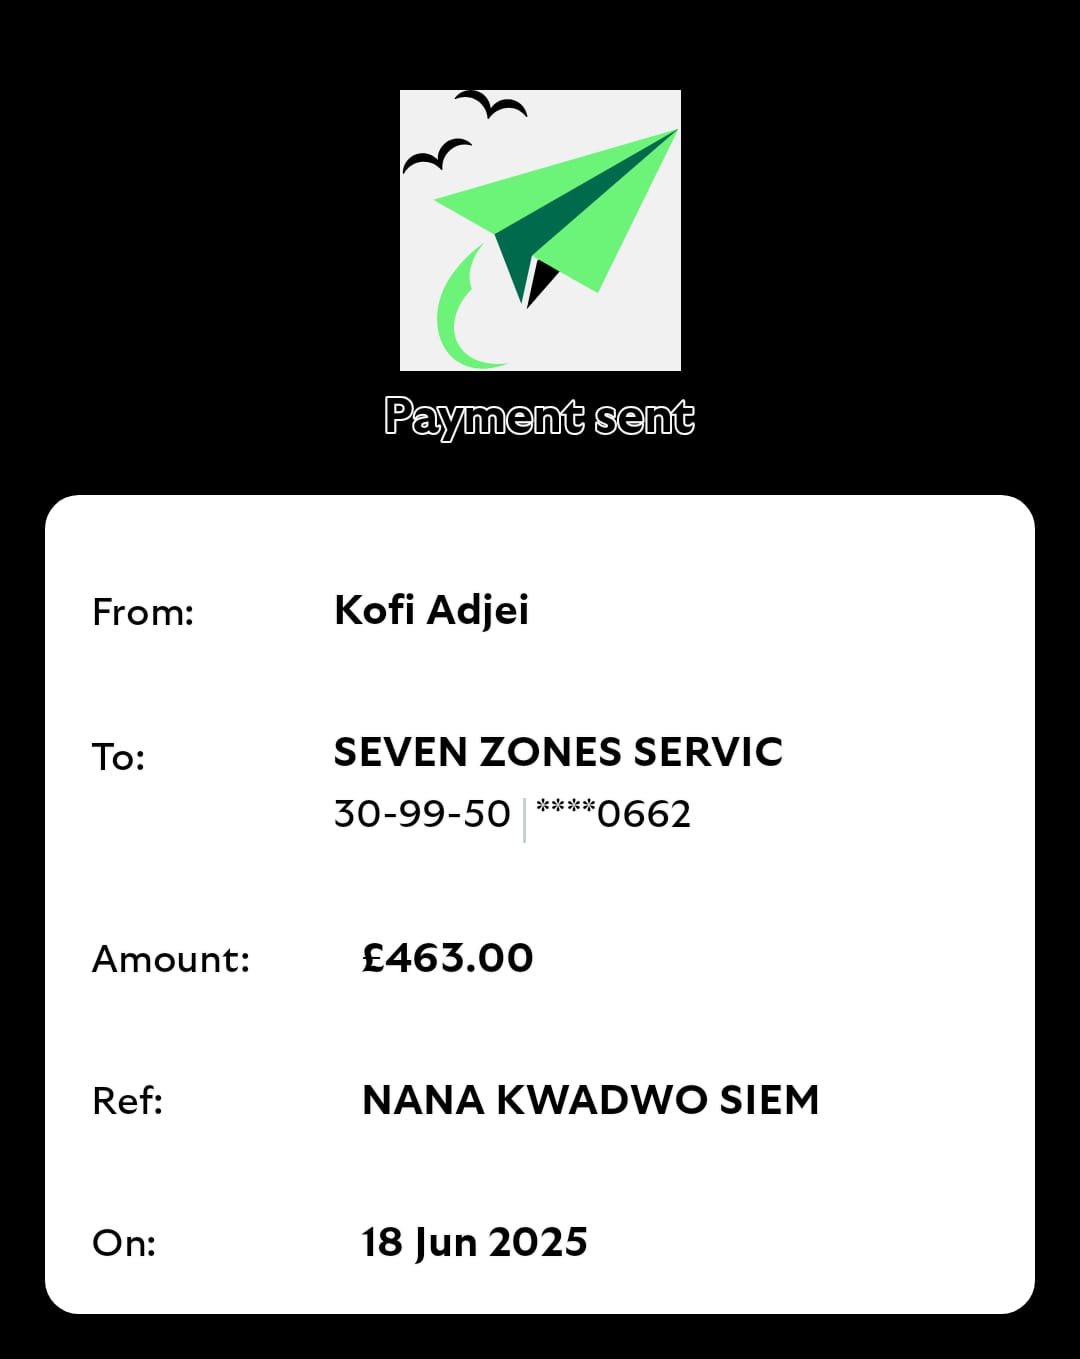 Payment sent
From: Kofi Adjei
To: SEVEN ZONES SERVIC
30-99-50 | ****0662
Amount: £463.00
Ref: NANA KWADWO SIEM
On: 18 Jun 2025